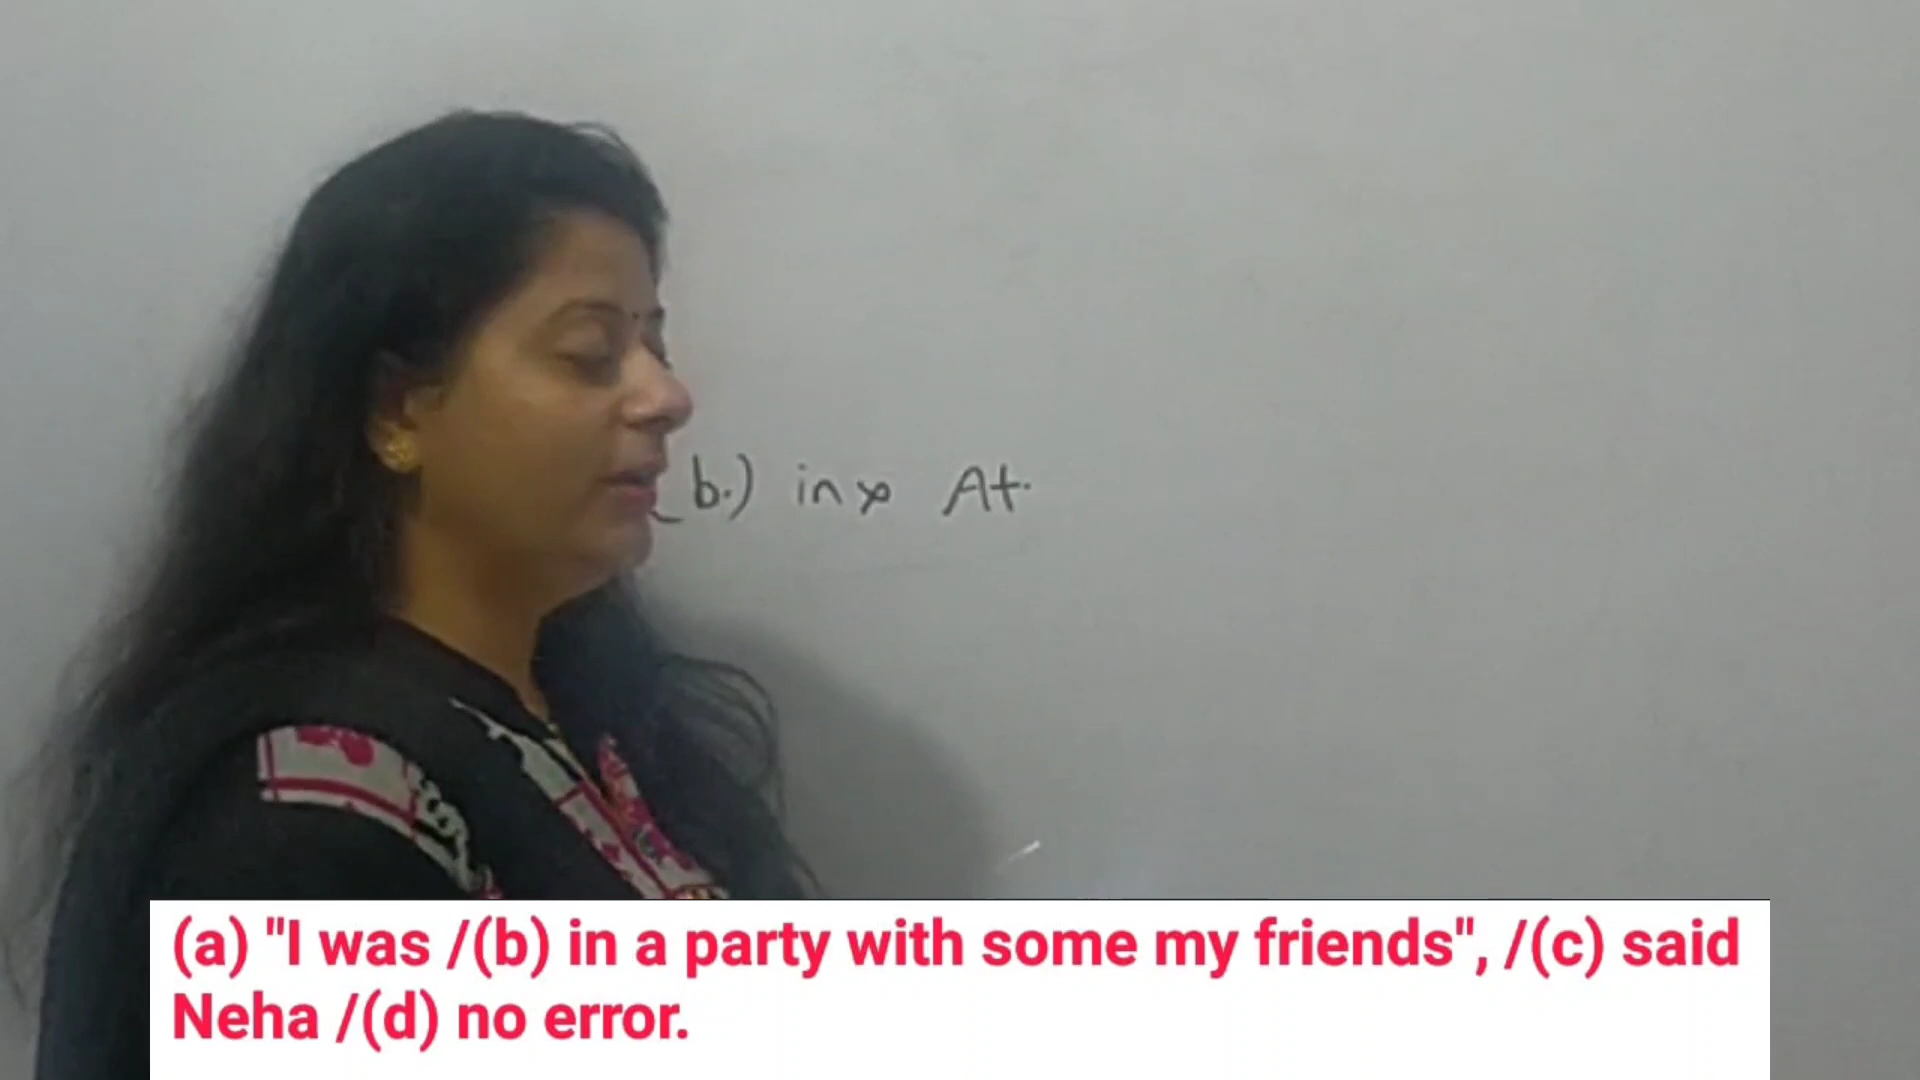 (b.) in x At.
(a) "I was /(b) in a party with some my friends", /(c) said
Neha /(d) no error.